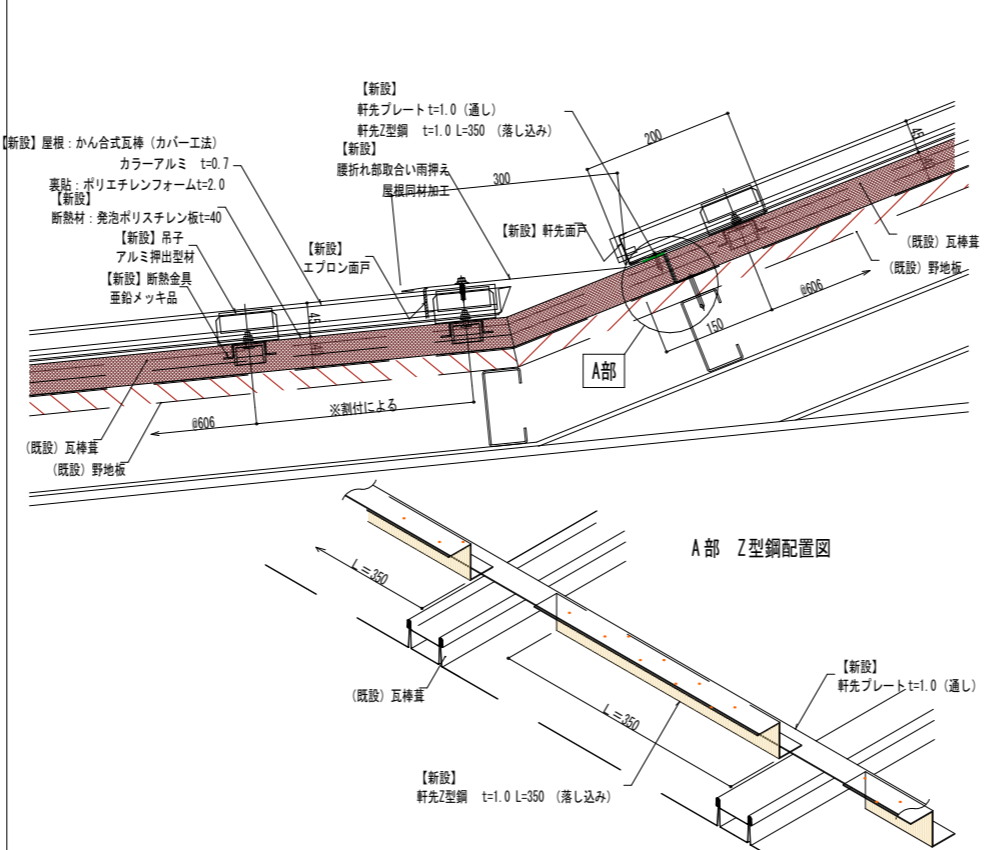 【新設】
軒先プレート t=1.0 (通し)
軒先Z型鋼 t=1.0 L=350 (落し込み)
【新設】屋根：かん合式瓦棒 (カバー工法)
カラーアルミ t=0.7
裏貼：ポリエチレンフォームt=2.0
【新設】
腰折れ部取合い雨押え
屋根同材加工
【新設】
断熱材：発泡ポリスチレン板t=40
【新設】吊子
アルミ押出型材
【新設】断熱金具
亜鉛メッキ品
【新設】
エプロン面戸
【新設】軒先面戸
300
200
45
45
(既設) 瓦棒葺
(既設) 野地板
@606
150
A部
@606
※割付による
(既設) 瓦棒葺
(既設) 野地板
A部 Z型鋼配置図
L=350
(既設) 瓦棒葺
L=350
【新設】
軒先プレートt=1.0 (通し)
【新設】
軒先Z型鋼 t=1.0 L=350 (落し込み)